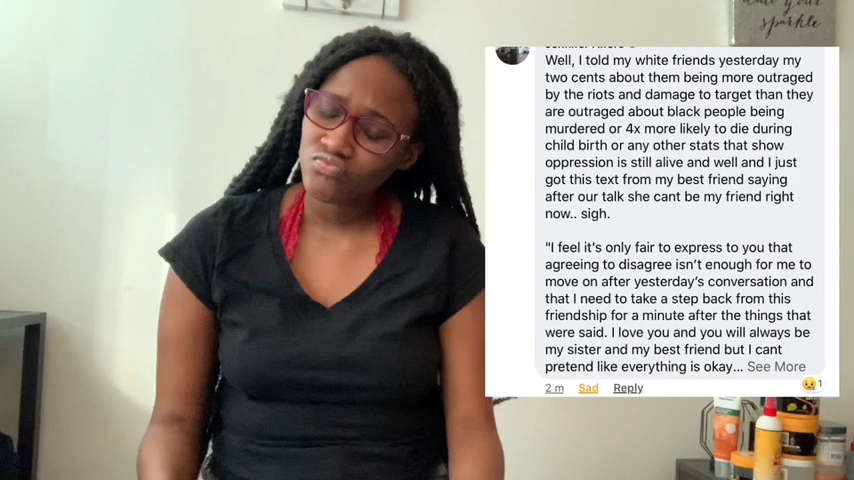 your
sparkle
Well, I told my white friends yesterday my
two cents about them being more outraged
by the riots and damage to target than they
are outraged about black people being
murdered or 4x more likely to die during
child birth or any other stats that show
oppression is still alive and well and I just
got this text from my best friend saying
after our talk she cant be my friend right
now.. sigh.
"I feel it's only fair to express to you that
agreeing to disagree isn't enough for me to
move on after yesterday's conversation and
that I need to take a step back from this
friendship for a minute after the things that
were said. I love you and you will always be
my sister and my best friend but I cant
pretend like everything is okay... See More
2 m Sad Reply 1